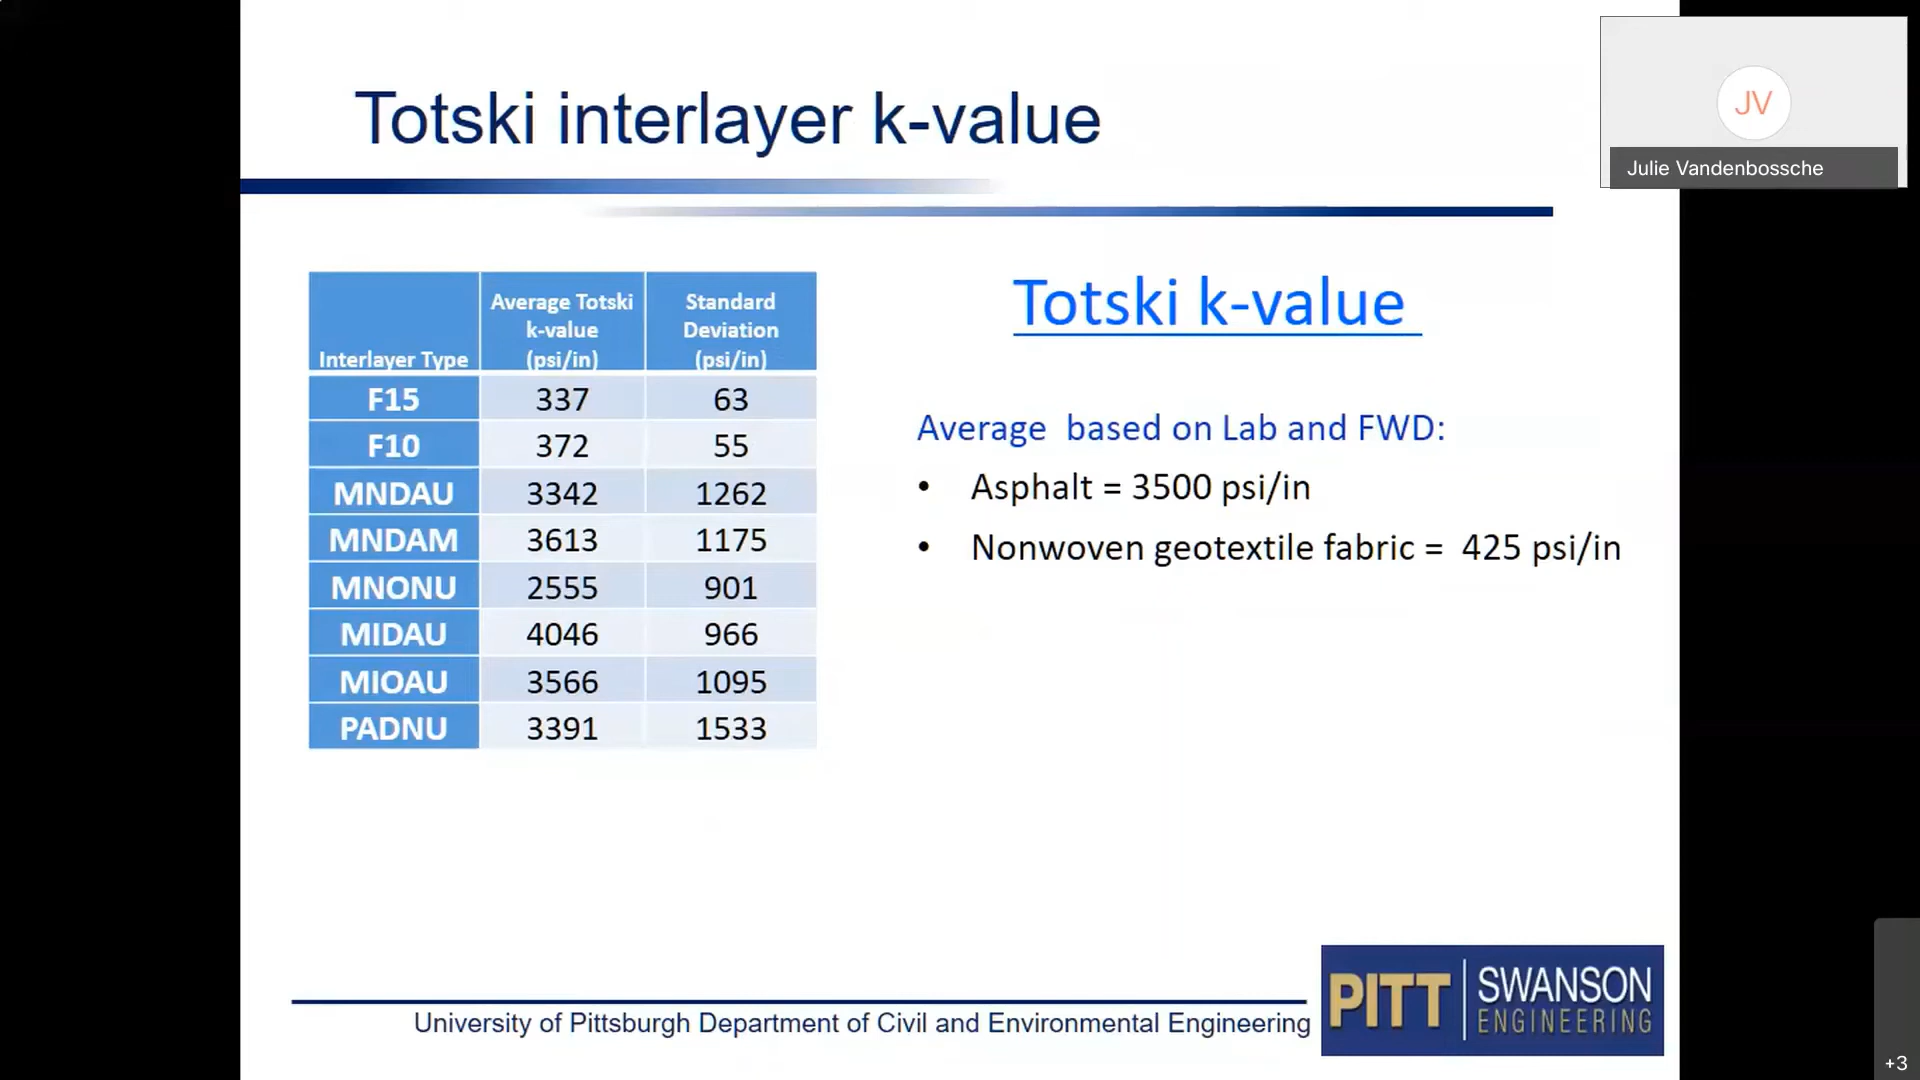 Totski interlayer k-value
JV
Julie Vandenbossche
Interlayer Type | Average Totski k-value (psi/in) | Standard Deviation (psi/in)
F15 337 63
F10 372 55
MNDAU 3342 1262
MNDAM 3613 1175
MNONU 2555 901
MIDAU 4046 966
MIOAU 3566 1095
PADNU 3391 1533
Totski k-value
Average based on Lab and FWD:
• Asphalt = 3500 psi/in
• Nonwoven geotextile fabric = 425 psi/in
University of Pittsburgh Department of Civil and Environmental Engineering
PITT SWANSON
ENGINEERING
+3